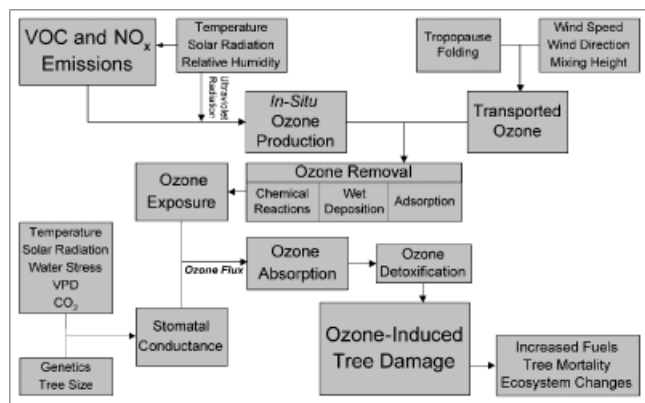 VOC and NOx
Emissions
Temperature
Solar Radiation
Relative Humidity
Ultraviolet
Radiation
Tropopause
Folding
Wind Speed
Wind Direction
Mixing Height
In-Situ
Ozone
Production
Transported
Ozone
Ozone Removal
Chemical
Reactions
Wet
Deposition
Adsorption
Ozone
Exposure
Temperature
Solar Radiation
Water Stress
VPD
CO2
Ozone Flux
Ozone
Absorption
Ozone
Detoxification
Stomatal
Conductance
Genetics
Tree Size
Ozone-Induced
Tree Damage
Increased Fuels
Tree Mortality
Ecosystem Changes